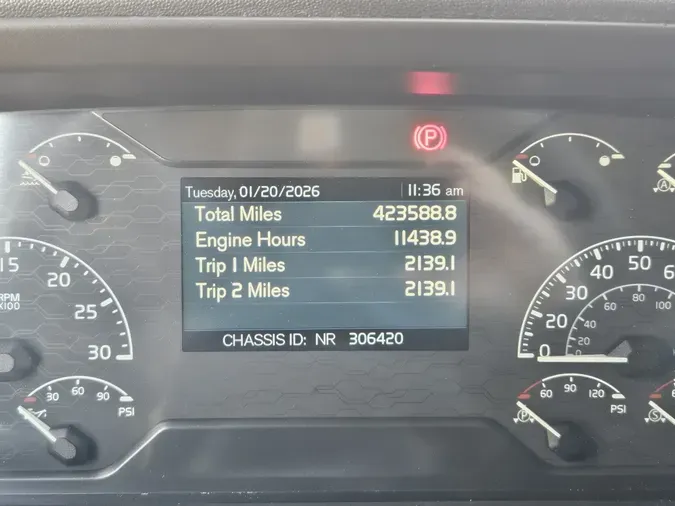 Tuesday, 01/20/2026 11:36 am
Total Miles 423588.8
Engine Hours 11438.9
Trip 1 Miles 2139.1
Trip 2 Miles 2139.1
CHASSIS ID: NR 306420
15 20 25 30
RPM
X100
30 60 90 PSI
0 10 20 30 40 50
0 20 40 60 80 100
60 90 120 PSI
P
P
A
S